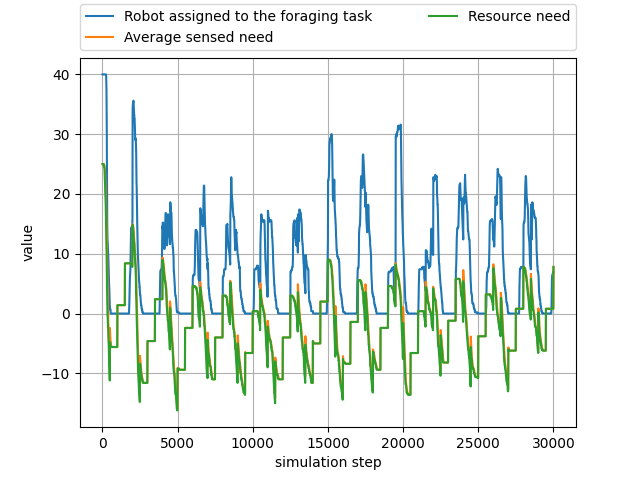 Robot assigned to the foraging task
Average sensed need
Resource need
40
30
20
10
0
−10
value
0 5000 10000 15000 20000 25000 30000
simulation step